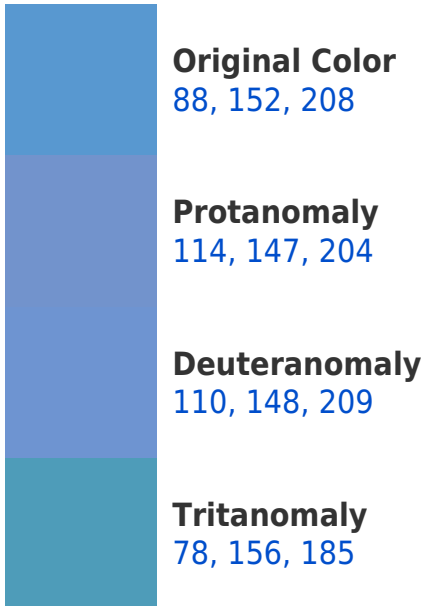 Original Color
88, 152, 208
Protanomaly
114, 147, 204
Deuteranomaly
110, 148, 209
Tritanomaly
78, 156, 185